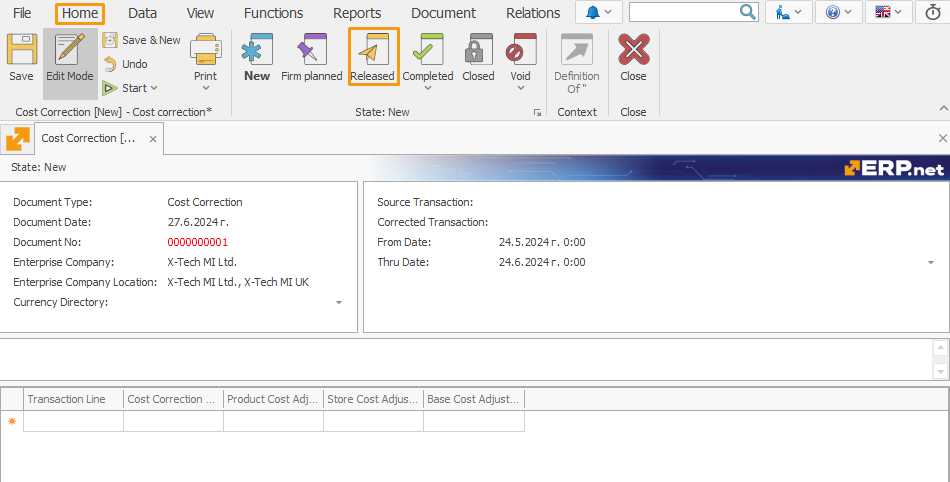 File Home Data View Functions Reports Document Relations
Save & New
Undo
Start
Save Edit Mode Print New Firm planned Released Completed Closed Void Definition Of " Close
Cost Correction [New] - Cost correction* State: New Context Close
Cost Correction [...
State: New
ERP.net
Document Type: Cost Correction
Document Date: 27.6.2024 г.
Document No: 0000000001
Enterprise Company: X-Tech MI Ltd.
Enterprise Company Location: X-Tech MI Ltd., X-Tech MI UK
Currency Directory:
Source Transaction:
Corrected Transaction:
From Date: 24.5.2024 г. 0:00
Thru Date: 24.6.2024 г. 0:00
Transaction Line Cost Correction ... Product Cost Adj... Store Cost Adjus... Base Cost Adjust...